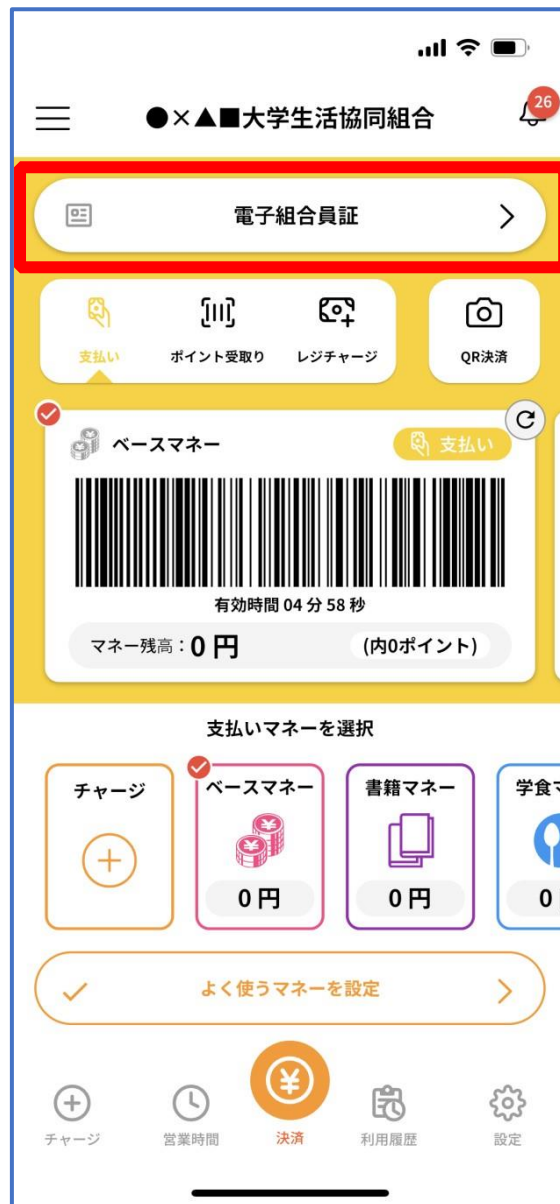 ●×▲■大学生活協同組合
26
電子組合員証
支払い
ポイント受取り
レジチャージ
QR決済
ベースマネー
支払い
有効時間 04 分 58 秒
マネー残高：0 円 (内0ポイント)
支払いマネーを選択
チャージ
ベースマネー
0 円
書籍マネー
0 円
学食マ
0
よく使うマネーを設定
チャージ
営業時間
決済
利用履歴
設定